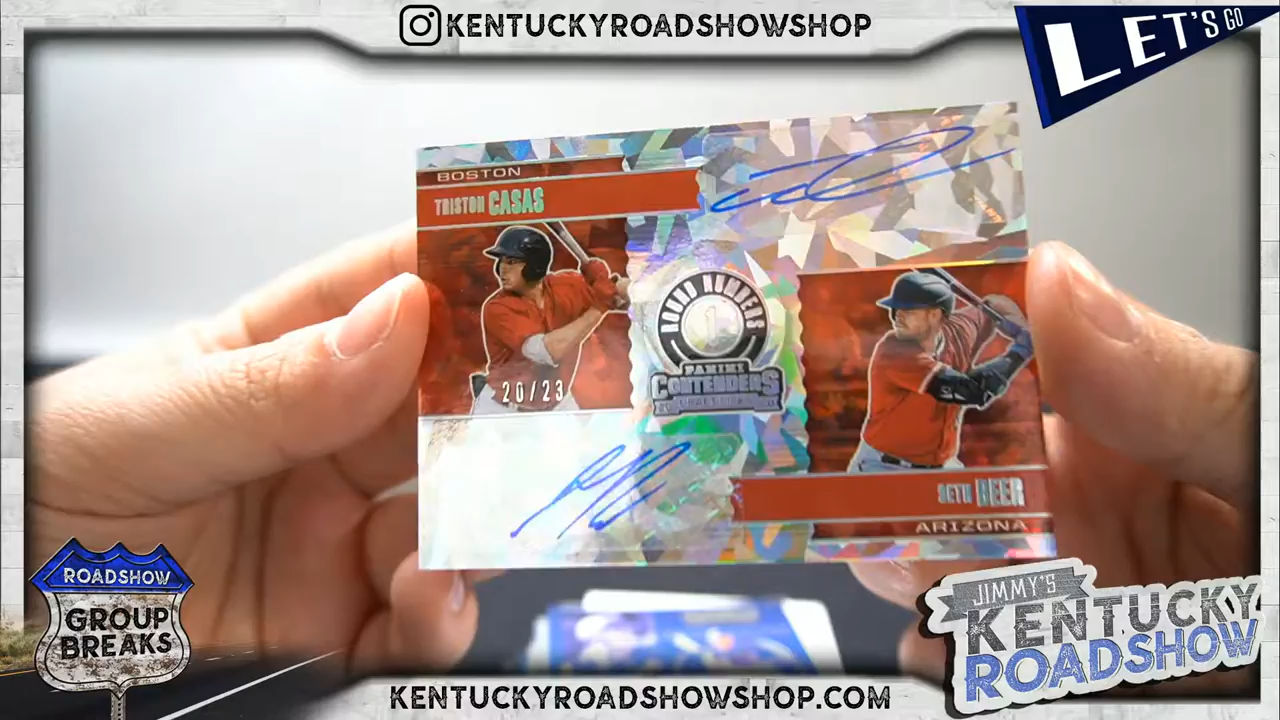 KENTUCKYROADSHOWSHOP
LET'S GO
BOSTON
TRISTON CASAS
ROUND NUMBERS
1
PANINI
CONTENDERS
20/23
SETH BEER
ARIZONA
ROADSHOW
GROUP
BREAKS
JIMMY'S
KENTUCKY
ROADSHOW
KENTUCKYROADSHOWSHOP.COM